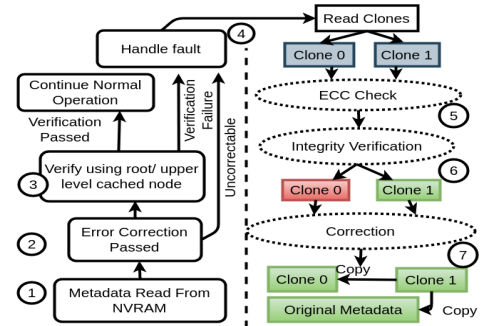 4
Read Clones
Handle fault
Clone 0
Clone 1
Continue Normal
Operation
ECC Check
Verification
Failure
Uncorrectable
5
Verification
Passed
Integrity Verification
3
Verify using root/ upper
level cached node
6
Clone 0
Clone 1
2
Error Correction
Passed
Correction
7
Copy
1
Metadata Read From
NVRAM
Clone 0
Clone 1
Original Metadata
Copy